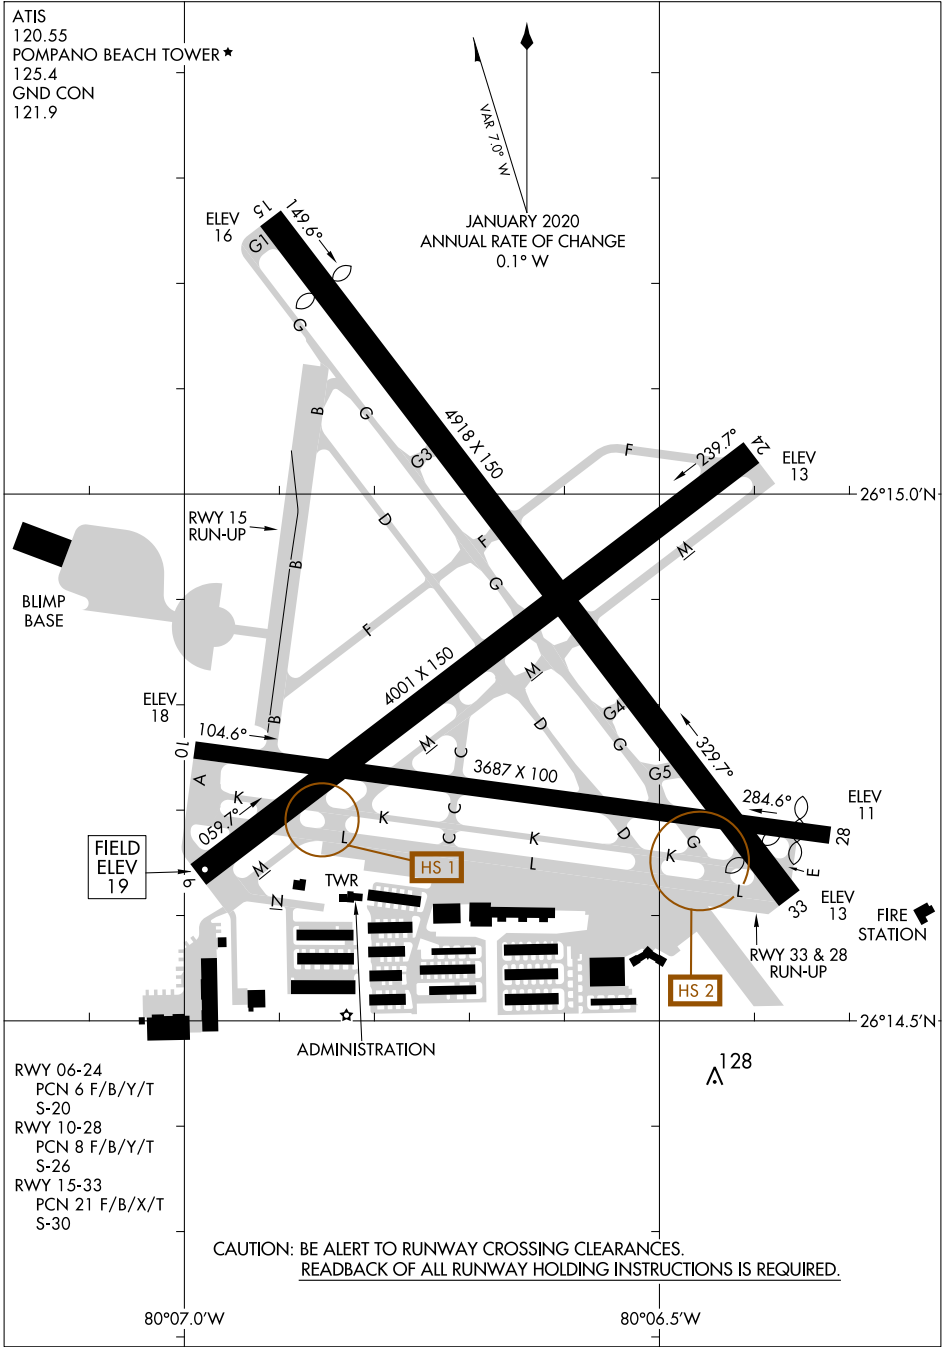 ATIS
120.55
POMPANO BEACH TOWER
125.4
GND CON
121.9
VAR 7.0° W
JANUARY 2020
ANNUAL RATE OF CHANGE
0.1° W
ELEV
16
15
149.6°
G1
G
B
G
G3
4918 X 150
F
239.7°
24
ELEV
13
26°15.0'N
RWY 15
RUN-UP
D
F
M
B
G
BLIMP
BASE
F
4001 X 150
M
ELEV
18
B
D
G4
104.6°
10
M
C
G
329.7°
A
3687 X 100
G5
284.6°
ELEV
11
K
059.7°
C
K
28
L
C
K
D
G
K
FIELD
ELEV
19
6
M
HS 1
L
E
L
N
TWR
33
ELEV
13
FIRE
STATION
RWY 33 & 28
RUN-UP
HS 2
26°14.5'N
ADMINISTRATION
128
RWY 06-24
PCN 6 F/B/Y/T
S-20
RWY 10-28
PCN 8 F/B/Y/T
S-26
RWY 15-33
PCN 21 F/B/X/T
S-30
CAUTION: BE ALERT TO RUNWAY CROSSING CLEARANCES.
READBACK OF ALL RUNWAY HOLDING INSTRUCTIONS IS REQUIRED.
80°07.0'W
80°06.5'W